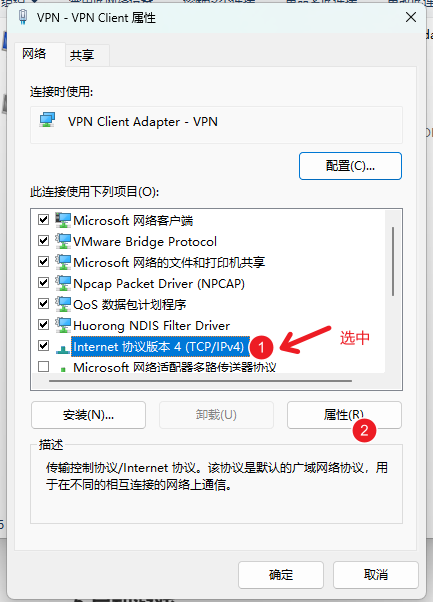 VPN - VPN Client 属性
网络
共享
连接时使用:
VPN Client Adapter - VPN
配置(C)...
此连接使用下列项目(O):
Microsoft 网络客户端
VMware Bridge Protocol
Microsoft 网络的文件和打印机共享
Npcap Packet Driver (NPCAP)
QoS 数据包计划程序
Huorong NDIS Filter Driver
Internet 协议版本 4 (TCP/IPv4)
1
选中
Microsoft 网络适配器多路传送器协议
安装(N)...
卸载(U)
属性(R)
2
描述
传输控制协议/Internet 协议。该协议是默认的广域网络协议，用
于在不同的相互连接的网络上通信。
确定
取消